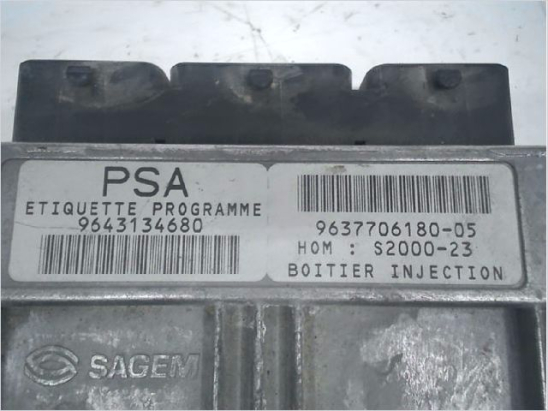 PSA
ETIQUETTE PROGRAMME
9643134680
9637706180-05
HOM : S2000-23
BOITIER INJECTION
SAGEM